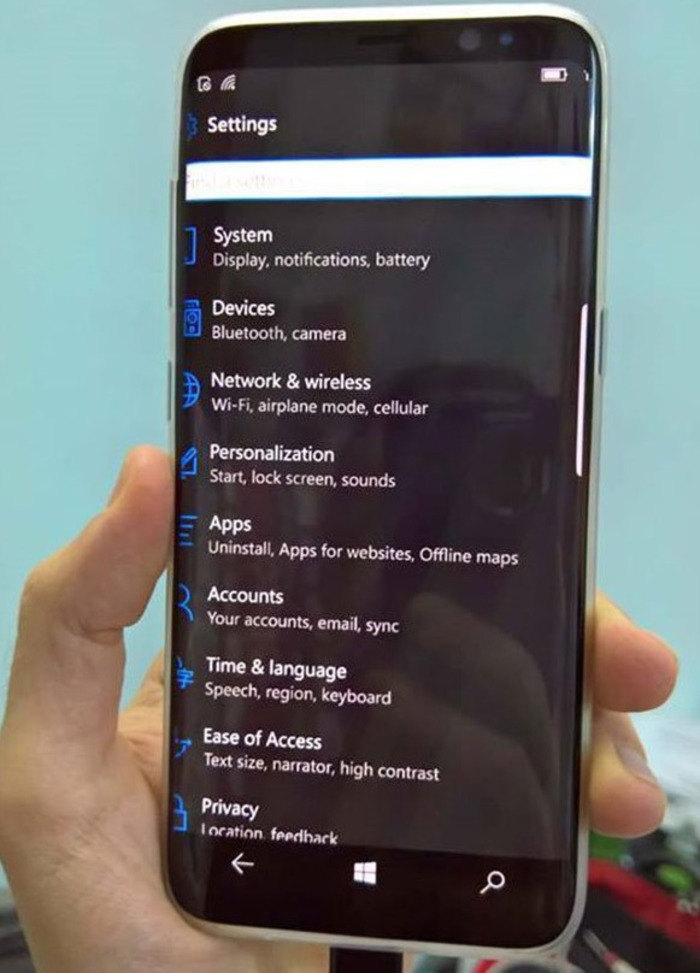 Settings
Find a setting
System
Display, notifications, battery
Devices
Bluetooth, camera
Network & wireless
Wi-Fi, airplane mode, cellular
Personalization
Start, lock screen, sounds
Apps
Uninstall, Apps for websites, Offline maps
Accounts
Your accounts, email, sync
Time & language
Speech, region, keyboard
Ease of Access
Text size, narrator, high contrast
Privacy
Location, feedback